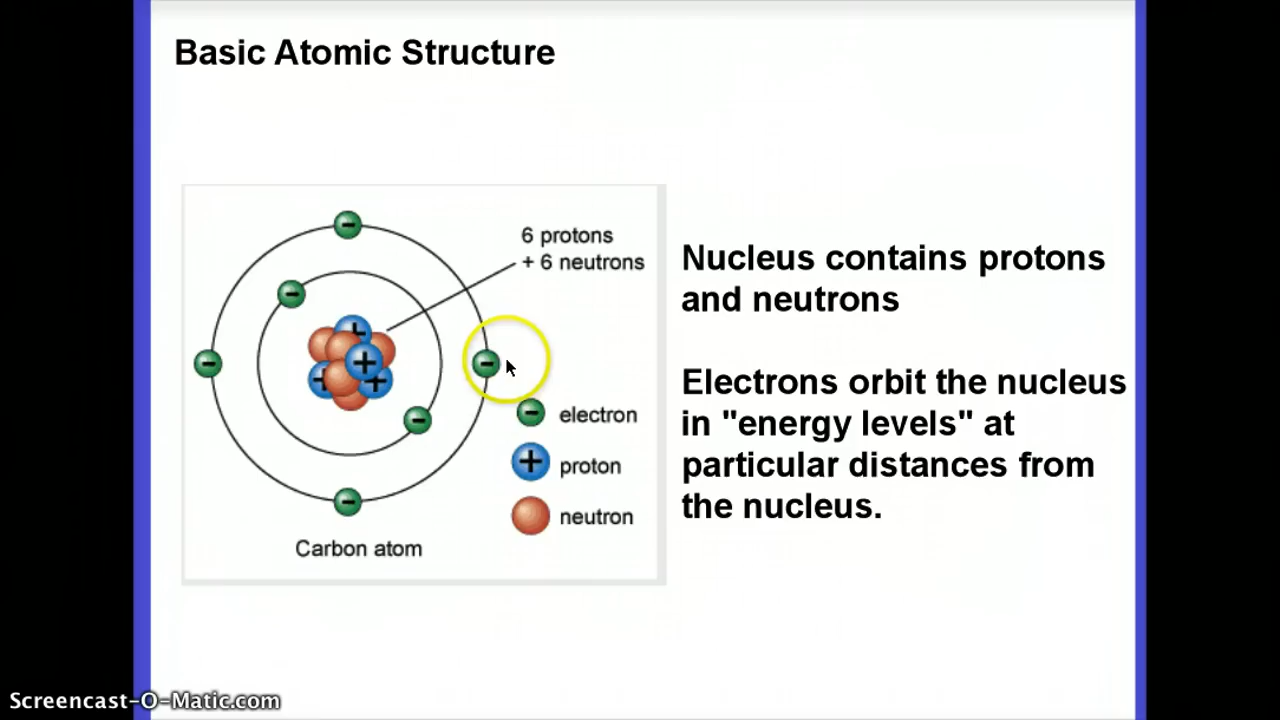 Basic Atomic Structure
6 protons
+ 6 neutrons
Nucleus contains protons
and neutrons
Electrons orbit the nucleus
in "energy levels" at
particular distances from
the nucleus.
electron
proton
neutron
Carbon atom
Screencast-O-Matic.com